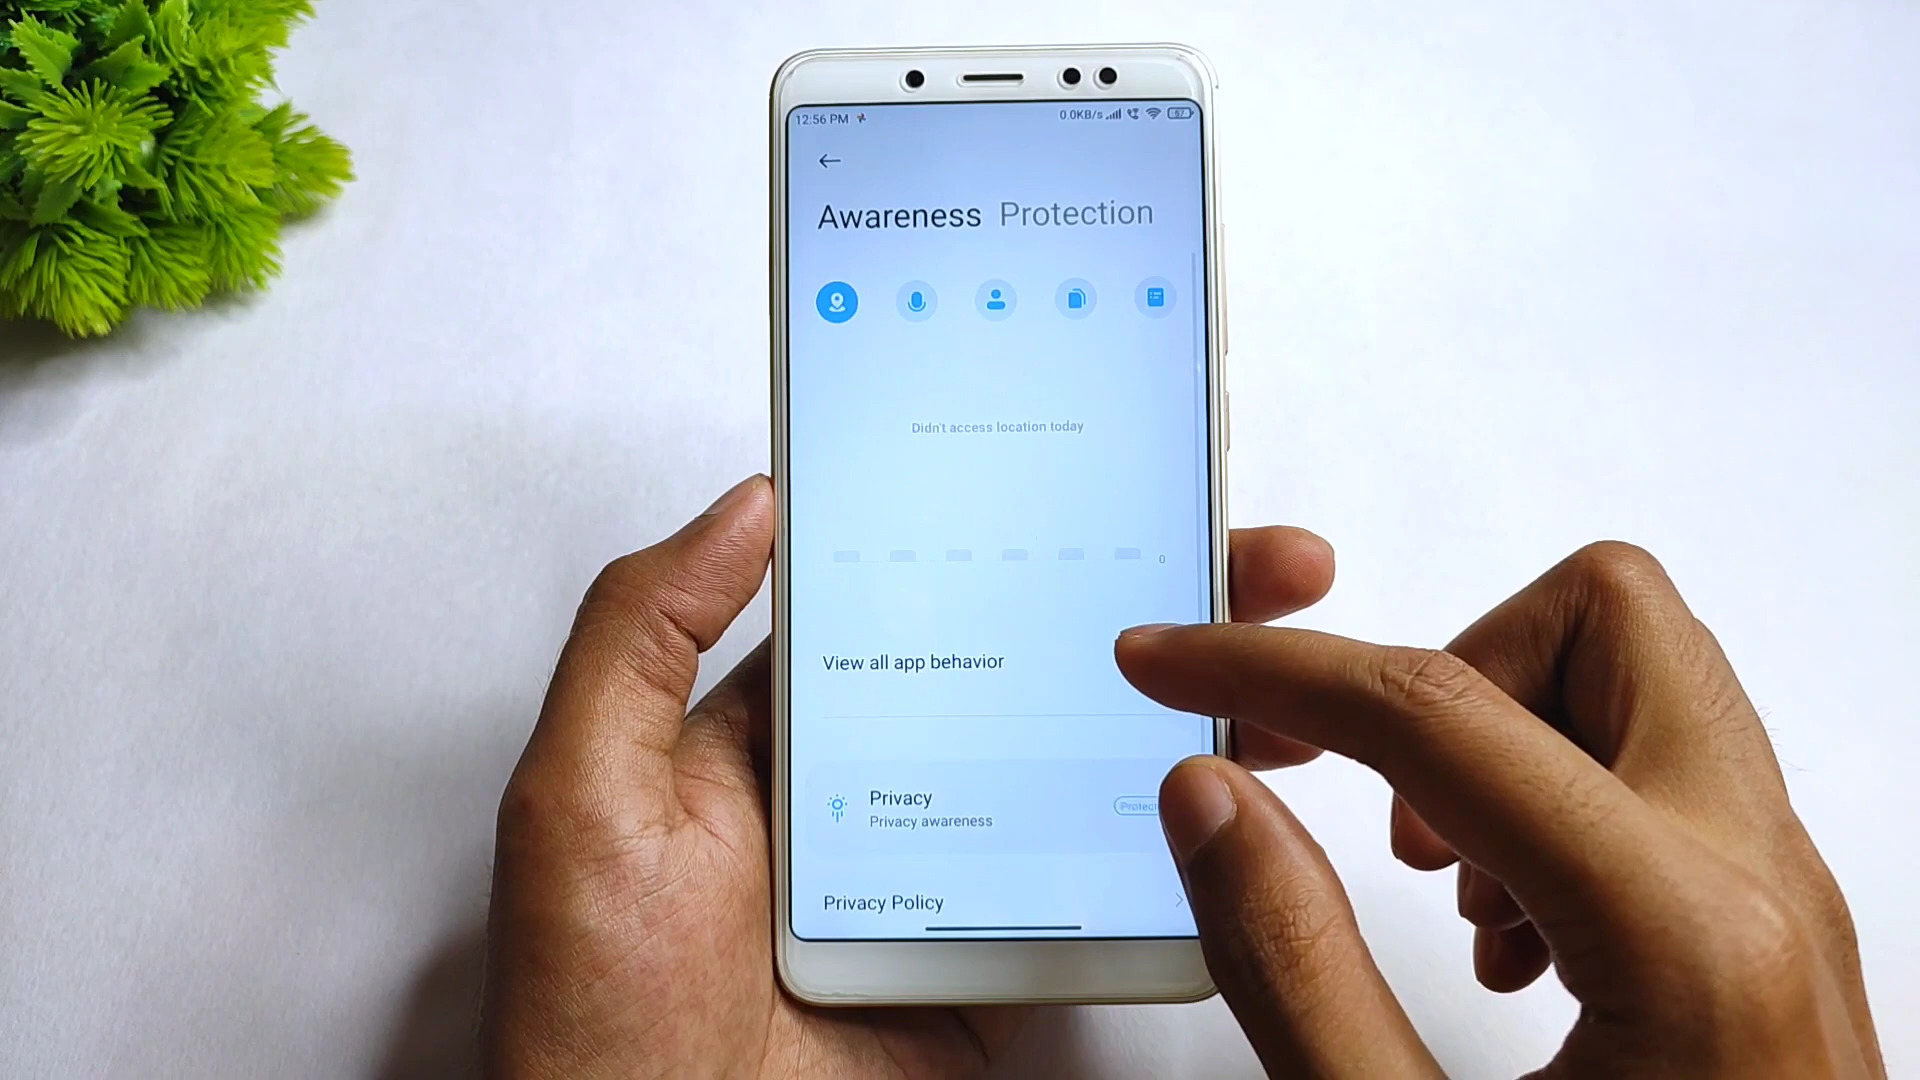 12:56 PM
0.0KB/s
57
Awareness Protection
Didn't access location today
0
View all app behavior
Privacy
Privacy awareness
Privacy Policy